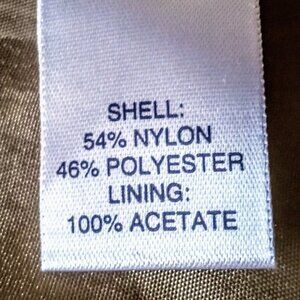 SHELL:
54% NYLON
46% POLYESTER
LINING:
100% ACETATE